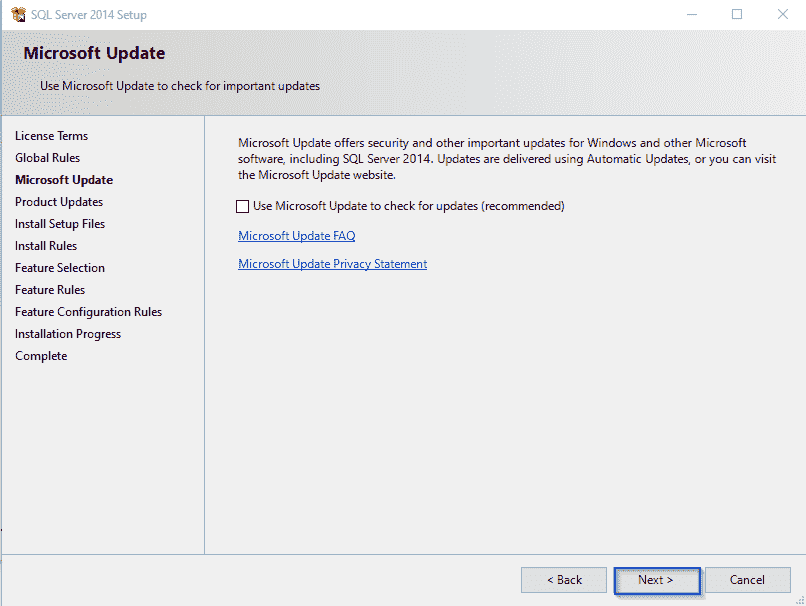 SQL Server 2014 Setup
Microsoft Update
Use Microsoft Update to check for important updates
License Terms
Global Rules
Microsoft Update
Product Updates
Install Setup Files
Install Rules
Feature Selection
Feature Rules
Feature Configuration Rules
Installation Progress
Complete
Microsoft Update offers security and other important updates for Windows and other Microsoft
software, including SQL Server 2014. Updates are delivered using Automatic Updates, or you can visit
the Microsoft Update website.
Use Microsoft Update to check for updates (recommended)
Microsoft Update FAQ
Microsoft Update Privacy Statement
< Back
Next >
Cancel